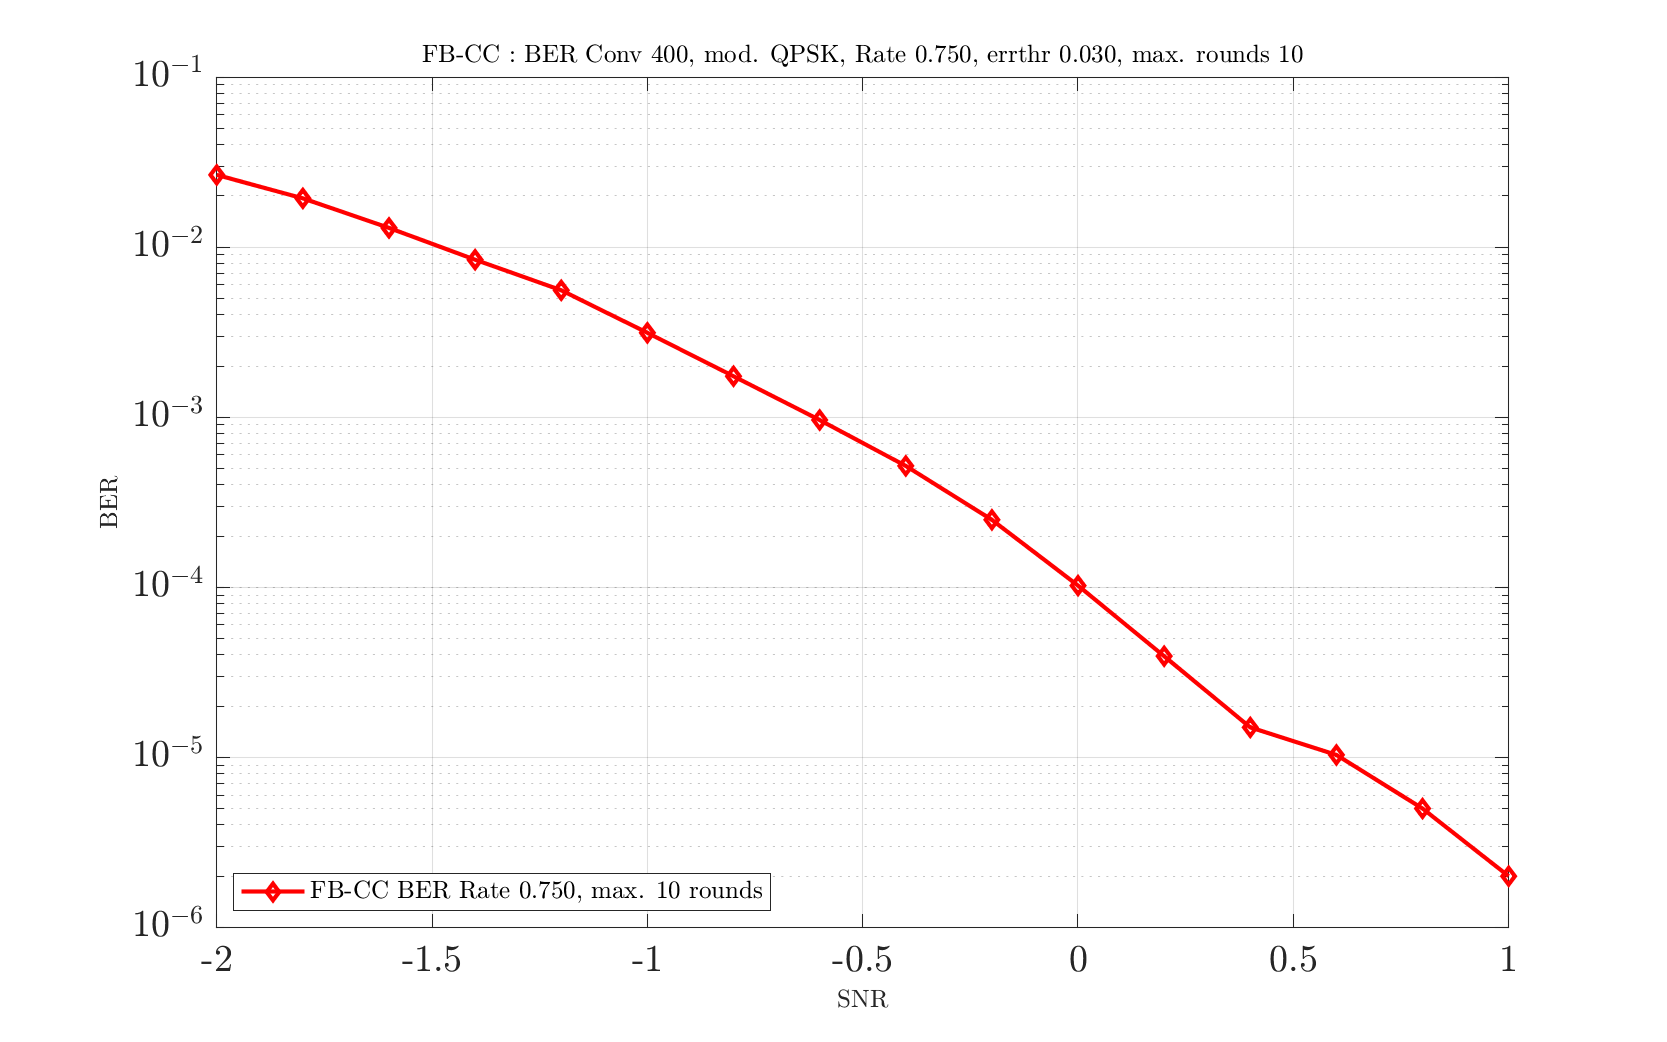 FB-CC : BER Conv 400, mod. QPSK, Rate 0.750, errthr 0.030, max. rounds 10
10^{-1}
10^{-2}
10^{-3}
10^{-4}
10^{-5}
10^{-6}
BER
FB-CC BER Rate 0.750, max. 10 rounds
-2 -1.5 -1 -0.5 0 0.5 1
SNR